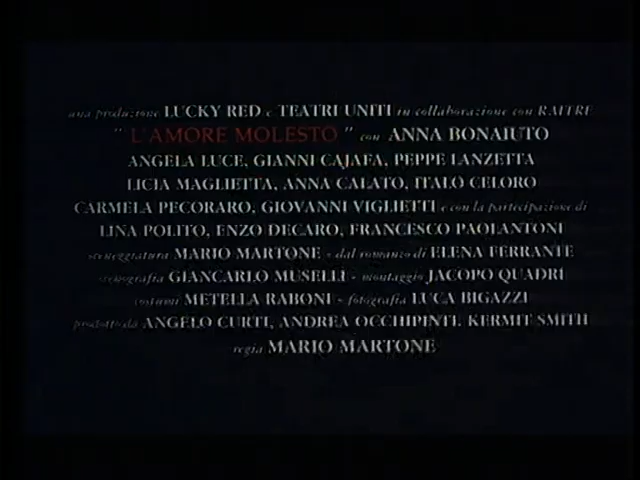 una produzione LUCKY RED e TEATRI UNITI in collaborazione con RAITRE
" L'AMORE MOLESTO " con ANNA BONAIUTO
ANGELA LUCE, GIANNI CAJAFA, PEPPE LANZETTA
LICIA MAGLIETTA, ANNA CALATO, ITALO CELORO
CARMELA PECORARO, GIOVANNI VIGLIETTI e con la partecipazione di
LINA POLITO, ENZO DECARO, FRANCESCO PAOLANTONI
sceneggiatura MARIO MARTONE - dal romanzo di ELENA FERRANTE
scenografia GIANCARLO MUSELLI - montaggio JACOPO QUADRI
costumi METELLA RABONI - fotografia LUCA BIGAZZI
prodotto da ANGELO CURTI, ANDREA OCCHIPINTI, KERMIT SMITH
regia MARIO MARTONE